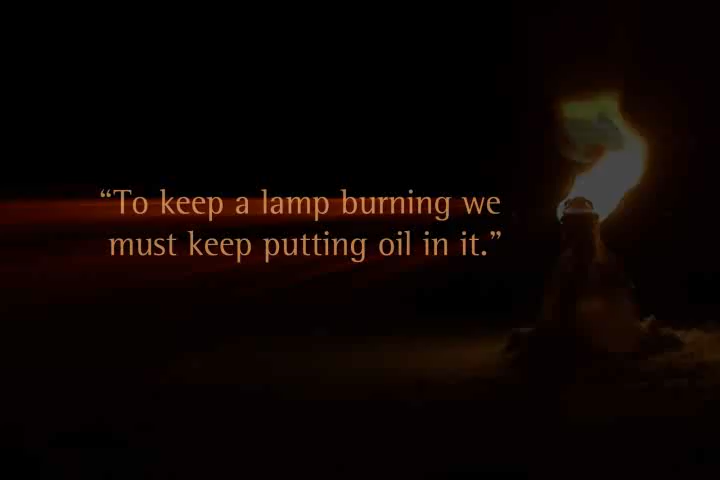 “To keep a lamp burning we
must keep putting oil in it.”